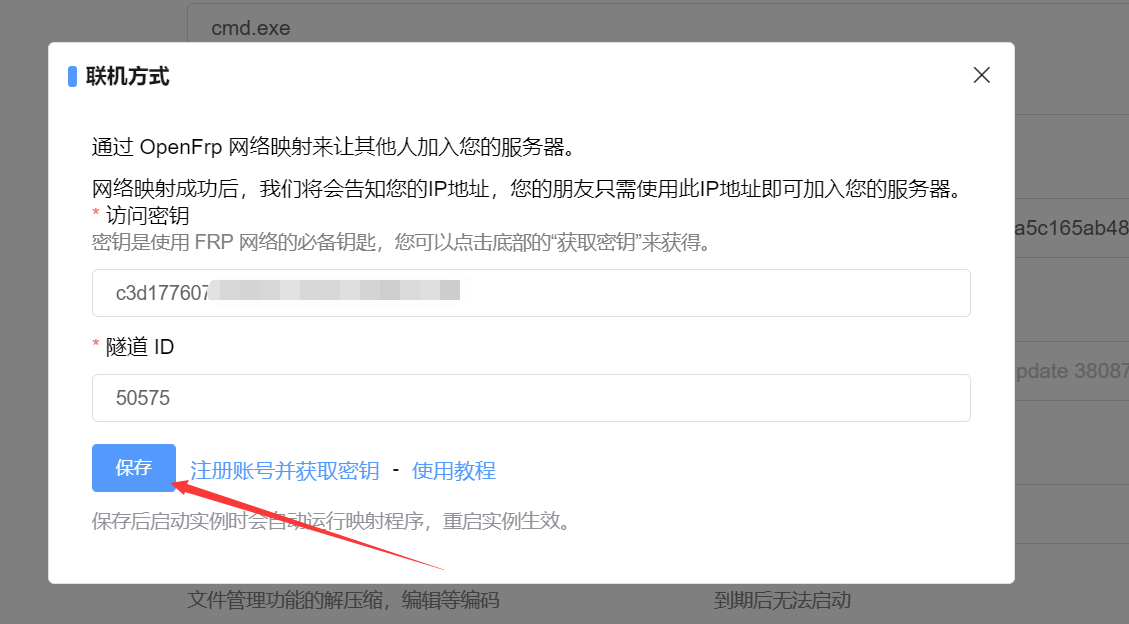 cmd.exe
联机方式
通过 OpenFrp 网络映射来让其他人加入您的服务器。
网络映射成功后，我们将会告知您的IP地址，您的朋友只需使用此IP地址即可加入您的服务器。
* 访问密钥
a5c165ab48
密钥是使用 FRP 网络的必备钥匙，您可以点击底部的“获取密钥”来获得。
c3d177607
* 隧道 ID
pdate 38087
50575
保存 注册账号并获取密钥 - 使用教程
保存后启动实例时会自动运行映射程序，重启实例生效。
文件管理功能的解压缩，编辑等编码
到期后无法启动